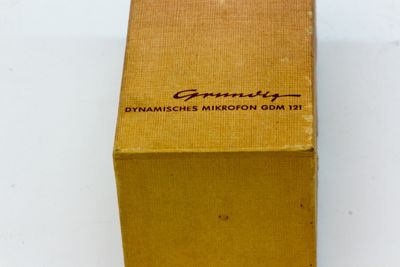 Grundig
DYNAMISCHES MIKROFON GDM 121